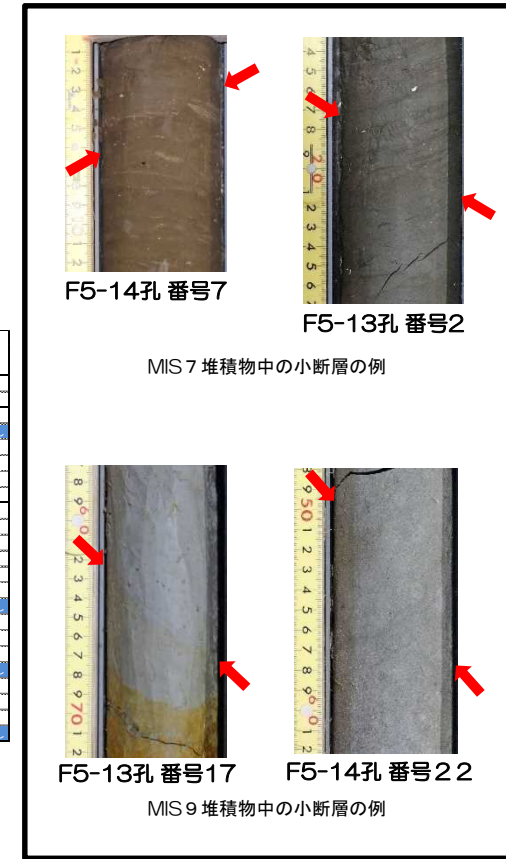 F5-14孔 番号7
F5-13孔 番号2
MIS7堆積物中の小断層の例
F5-13孔 番号17
F5-14孔 番号22
MIS9堆積物中の小断層の例